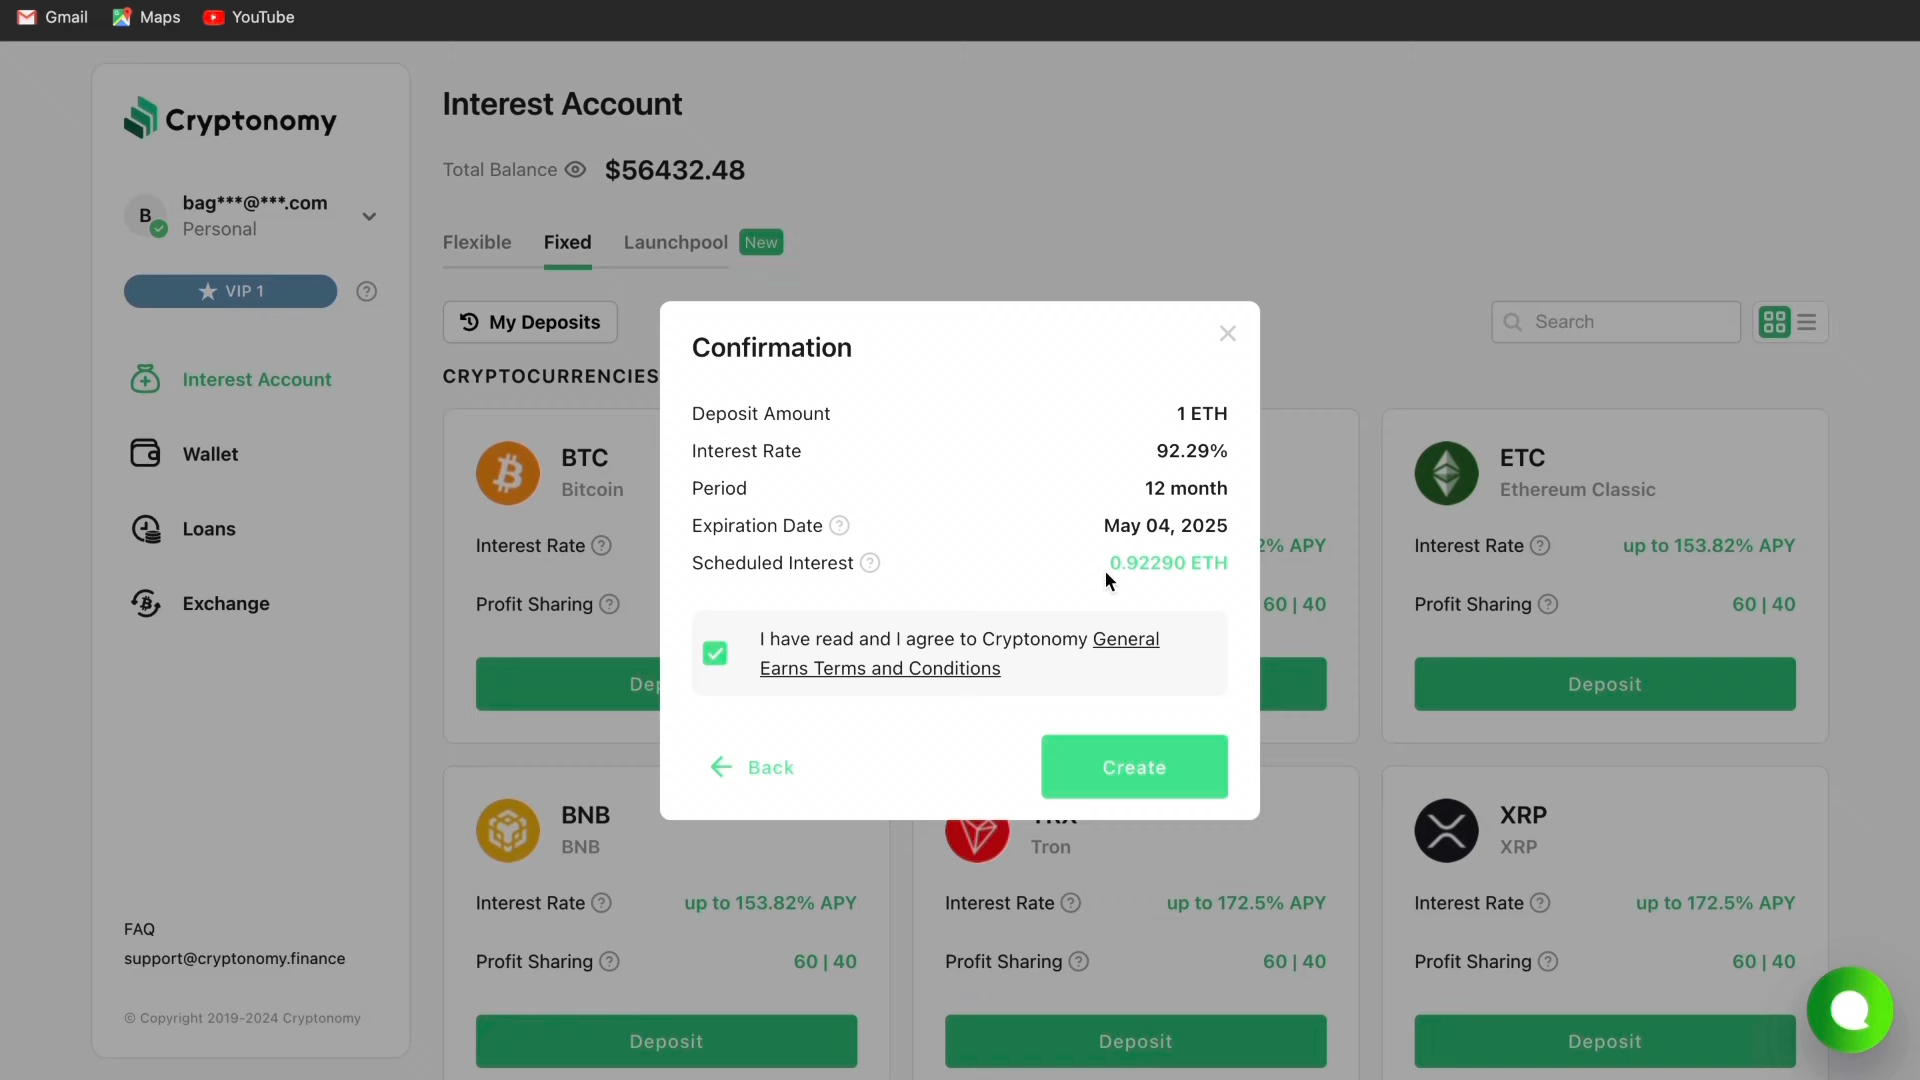 Gmail
Maps
YouTube
Cryptonomy
B
bag***@***.com
Personal
VIP 1
?
Interest Account
Wallet
Loans
Exchange
FAQ
support@cryptonomy.finance
© Copyright 2019-2024 Cryptonomy
Interest Account
Total Balance
$56432.48
Flexible
Fixed
Launchpool
New
My Deposits
Search
CRYPTOCURRENCIES
BTC
Bitcoin
Interest Rate ?
Profit Sharing ?
2% APY
60 | 40
ETC
Ethereum Classic
Interest Rate ?
up to 153.82% APY
Profit Sharing ?
60 | 40
Deposit
Confirmation
Deposit Amount
1 ETH
Interest Rate
92.29%
Period
12 month
Expiration Date ?
May 04, 2025
Scheduled Interest ?
0.92290 ETH
I have read and I agree to Cryptonomy General
Earns Terms and Conditions
Back
Create
BNB
BNB
Interest Rate ?
up to 153.82% APY
Profit Sharing ?
60 | 40
Deposit
Tron
Interest Rate ?
up to 172.5% APY
Profit Sharing ?
60 | 40
Deposit
XRP
XRP
Interest Rate ?
up to 172.5% APY
Profit Sharing ?
60 | 40
Deposit